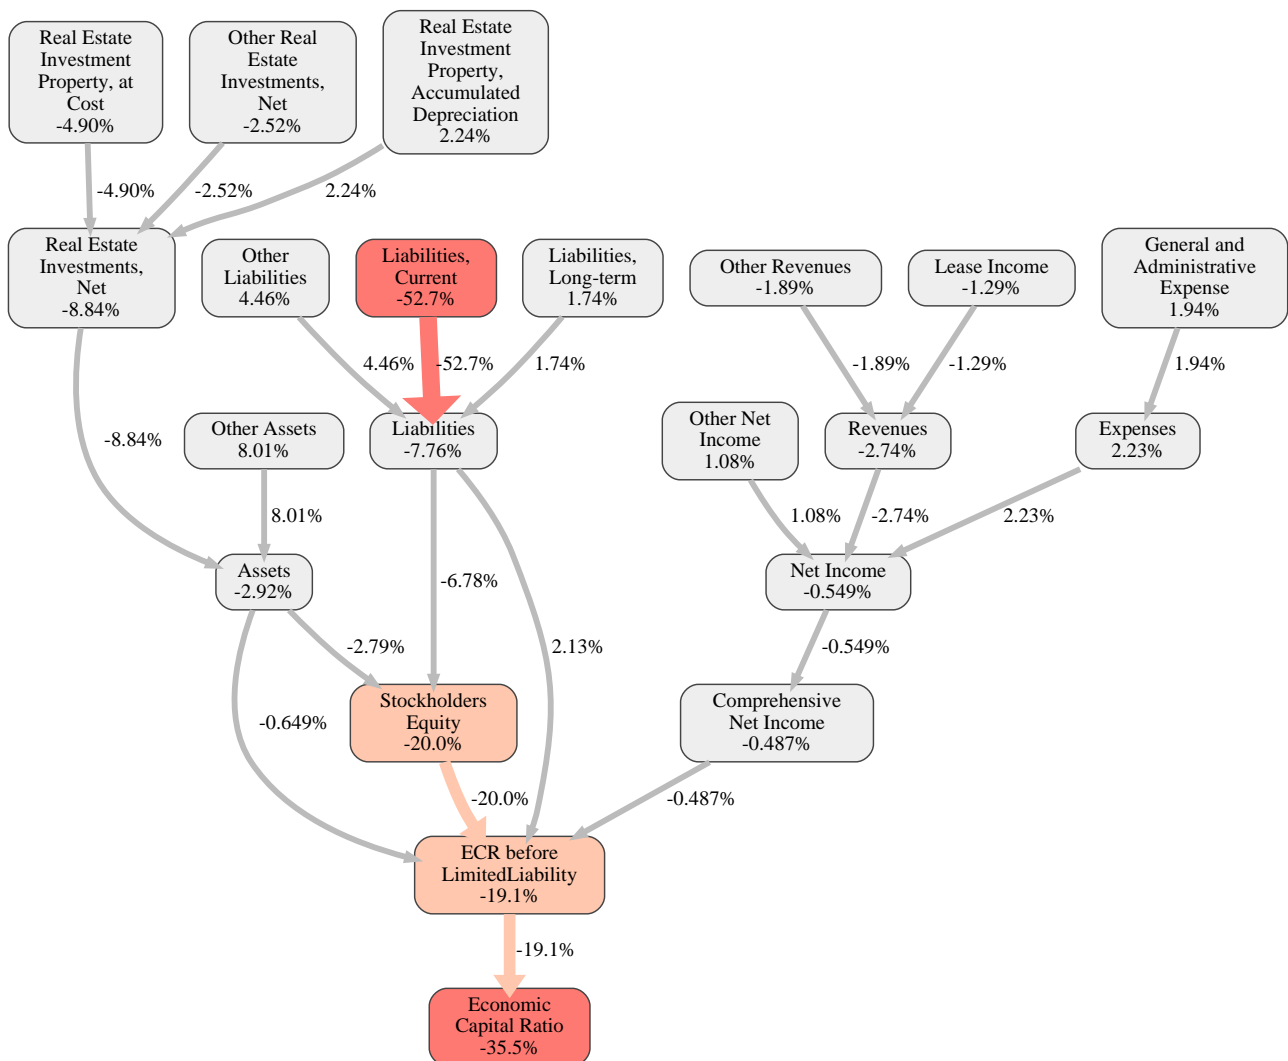 Real Estate
Investment
Property, at
Cost
-4.90%
Other Real
Estate
Investments,
Net
-2.52%
Real Estate
Investment
Property,
Accumulated
Depreciation
2.24%
-4.90%
-2.52%
2.24%
Real Estate
Investments,
Net
-8.84%
Other
Liabilities
4.46%
Liabilities,
Current
-52.7%
Liabilities,
Long-term
1.74%
Other Revenues
-1.89%
Lease Income
-1.29%
General and
Administrative
Expense
1.94%
4.46%
-52.7%
1.74%
-1.89%
-1.29%
1.94%
-8.84%
Other Assets
8.01%
Liabilities
-7.76%
Other Net
Income
1.08%
Revenues
-2.74%
Expenses
2.23%
8.01%
1.08%
-2.74%
2.23%
Assets
-2.92%
-6.78%
Net Income
-0.549%
-2.79%
2.13%
-0.549%
-0.649%
Stockholders
Equity
-20.0%
Comprehensive
Net Income
-0.487%
-20.0%
-0.487%
ECR before
LimitedLiability
-19.1%
-19.1%
Economic
Capital Ratio
-35.5%